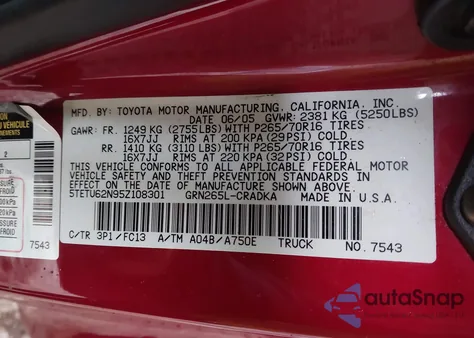 DU VÉHICULE
2
7543
MFD. BY: TOYOTA MOTOR MANUFACTURING, CALIFORNIA, INC.
DATE 06/05 GVWR: 2381 KG (5250LBS)
GAWR: FR. 1249 KG (2755LBS) WITH P265/70R16 TIRES
16X7JJ RIMS AT 200 KPA (29PSI) COLD.
RR. 1410 KG (3110 LBS) WITH P265/70R16 TIRES
16X7JJ RIMS AT 220 KPA (32PSI) COLD.
THIS VEHICLE CONFORMS TO ALL APPLICABLE FEDERAL MOTOR
VEHICLE SAFETY AND THEFT PREVENTION STANDARDS IN
EFFECT ON THE DATE OF MANUFACTURE SHOWN ABOVE.
5TETU62N95Z108301 GRN265L-CRADKA MADE IN U.S.A.
C/TR 3P1/FC13 A/TM A04B/A750E TRUCK NO. 7543
autoSnap